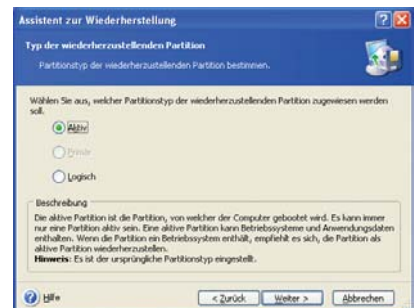 Assistent zur Wiederherstellung
Typ der wiederherzustellenden Partition
Partitionstyp der wiederherzustellenden Partition bestimmen.
Wählen Sie aus, welcher Partitionstyp der wiederherzustellenden Partition zugewiesen werden
soll.
Aktiv
Primär
Logisch
Beschreibung
Die aktive Partition ist die Partition, von welcher der Computer gebootet wird. Es kann immer
nur eine Partition aktiv sein. Eine aktive Partition kann Betriebssysteme und Anwendungsdaten
enthalten. Wenn die Partition ein Betriebssystem enthält, empfiehlt es sich, die Partition als
aktive Partition wiederherzustellen.
Hinweis: Es ist der ursprüngliche Partitionstyp eingestellt.
Hilfe
< Zurück
Weiter >
Abbrechen